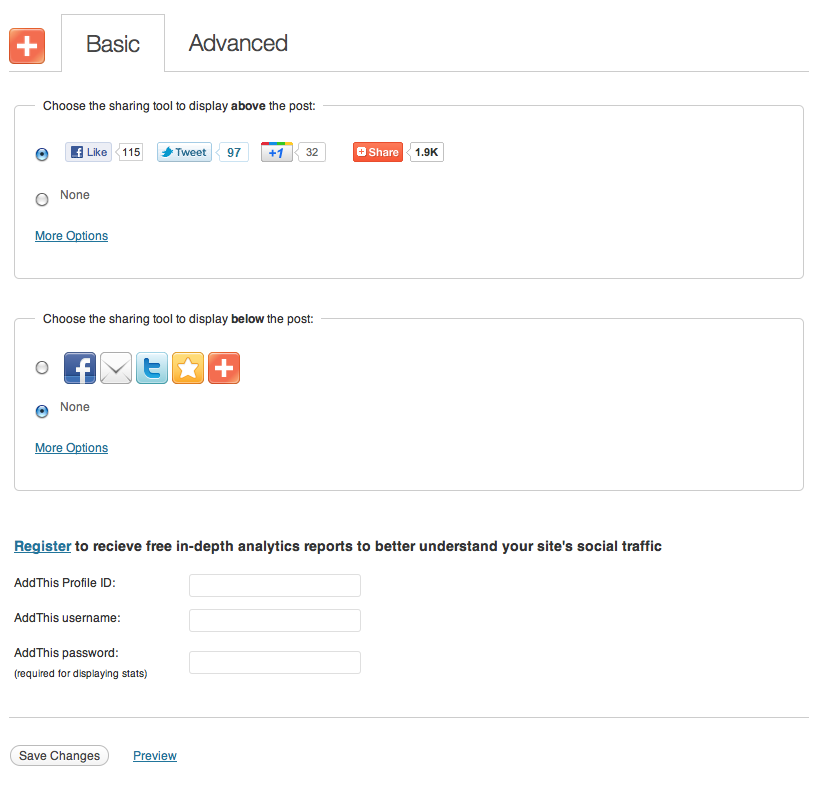 Basic
Advanced
Choose the sharing tool to display above the post:
Like 115 Tweet 97 +1 32 Share 1.9K
None
More Options
Choose the sharing tool to display below the post:
None
More Options
Register to recieve free in-depth analytics reports to better understand your site's social traffic
AddThis Profile ID:
AddThis username:
AddThis password:
(required for displaying stats)
Save Changes Preview